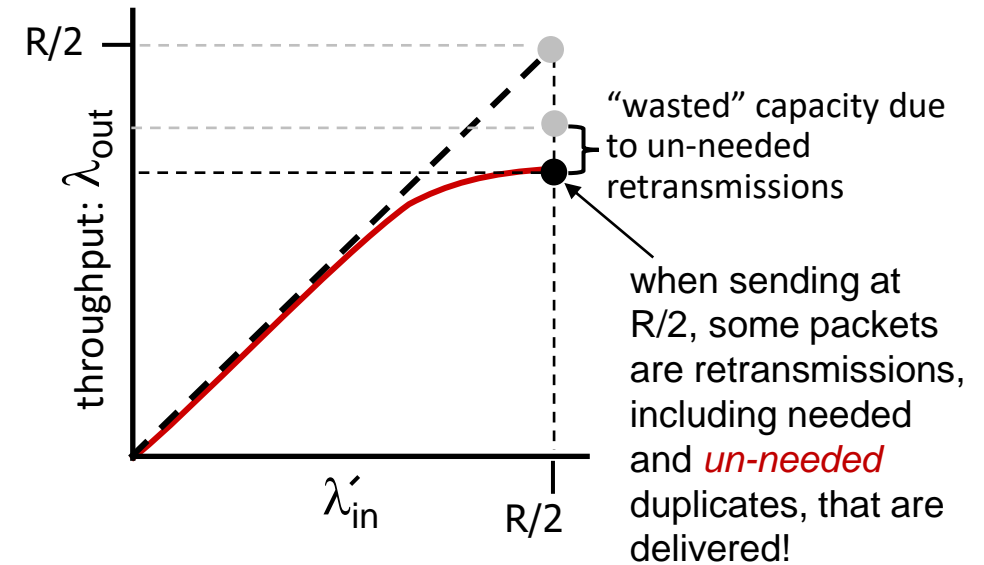 R/2
throughput: λout
“wasted” capacity due
to un-needed
retransmissions
when sending at
R/2, some packets
are retransmissions,
including needed
and un-needed
duplicates, that are
delivered!
λ′in
R/2